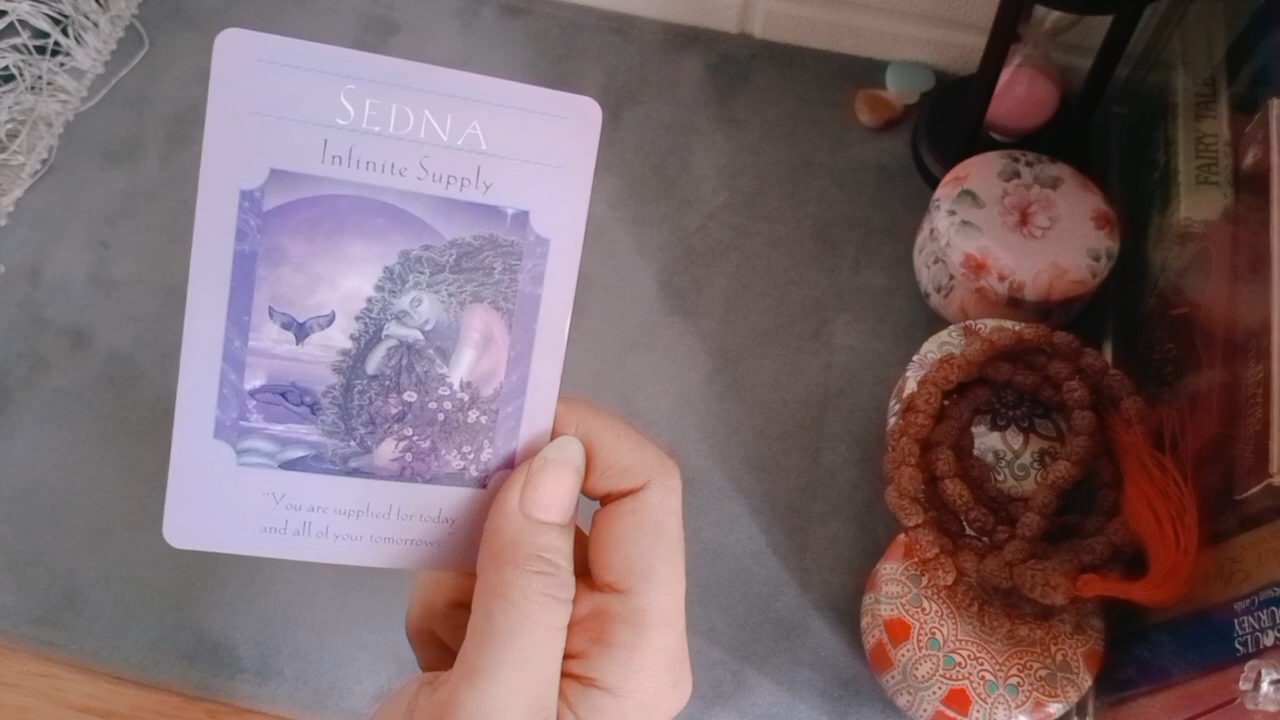 SEDNA
Infinite Supply
"You are supplied for today
and all of your tomorrows."
FAIRY TALE